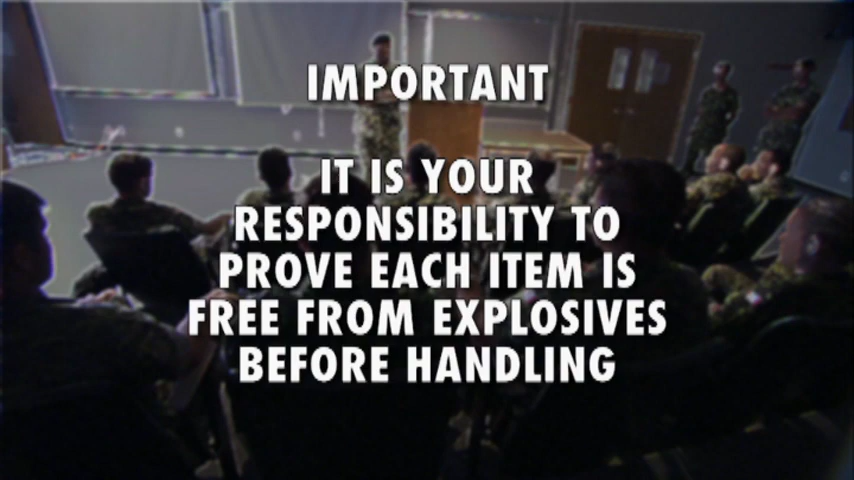 IMPORTANT
IT IS YOUR
RESPONSIBILITY TO
PROVE EACH ITEM IS
FREE FROM EXPLOSIVES
BEFORE HANDLING